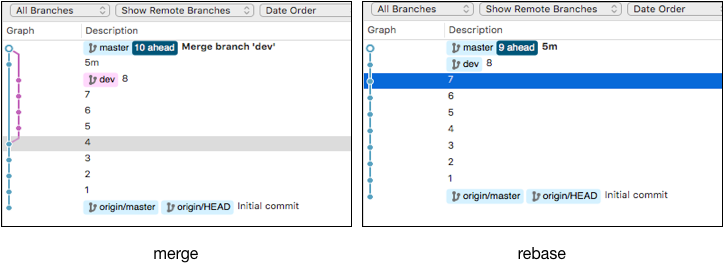 All Branches Show Remote Branches Date Order
Graph Description
master 10 ahead Merge branch 'dev'
5m
dev 8
7
6
5
4
3
2
1
origin/master origin/HEAD Initial commit
merge
All Branches Show Remote Branches Date Order
Graph Description
master 9 ahead 5m
dev 8
7
6
5
4
3
2
1
origin/master origin/HEAD Initial commit
rebase